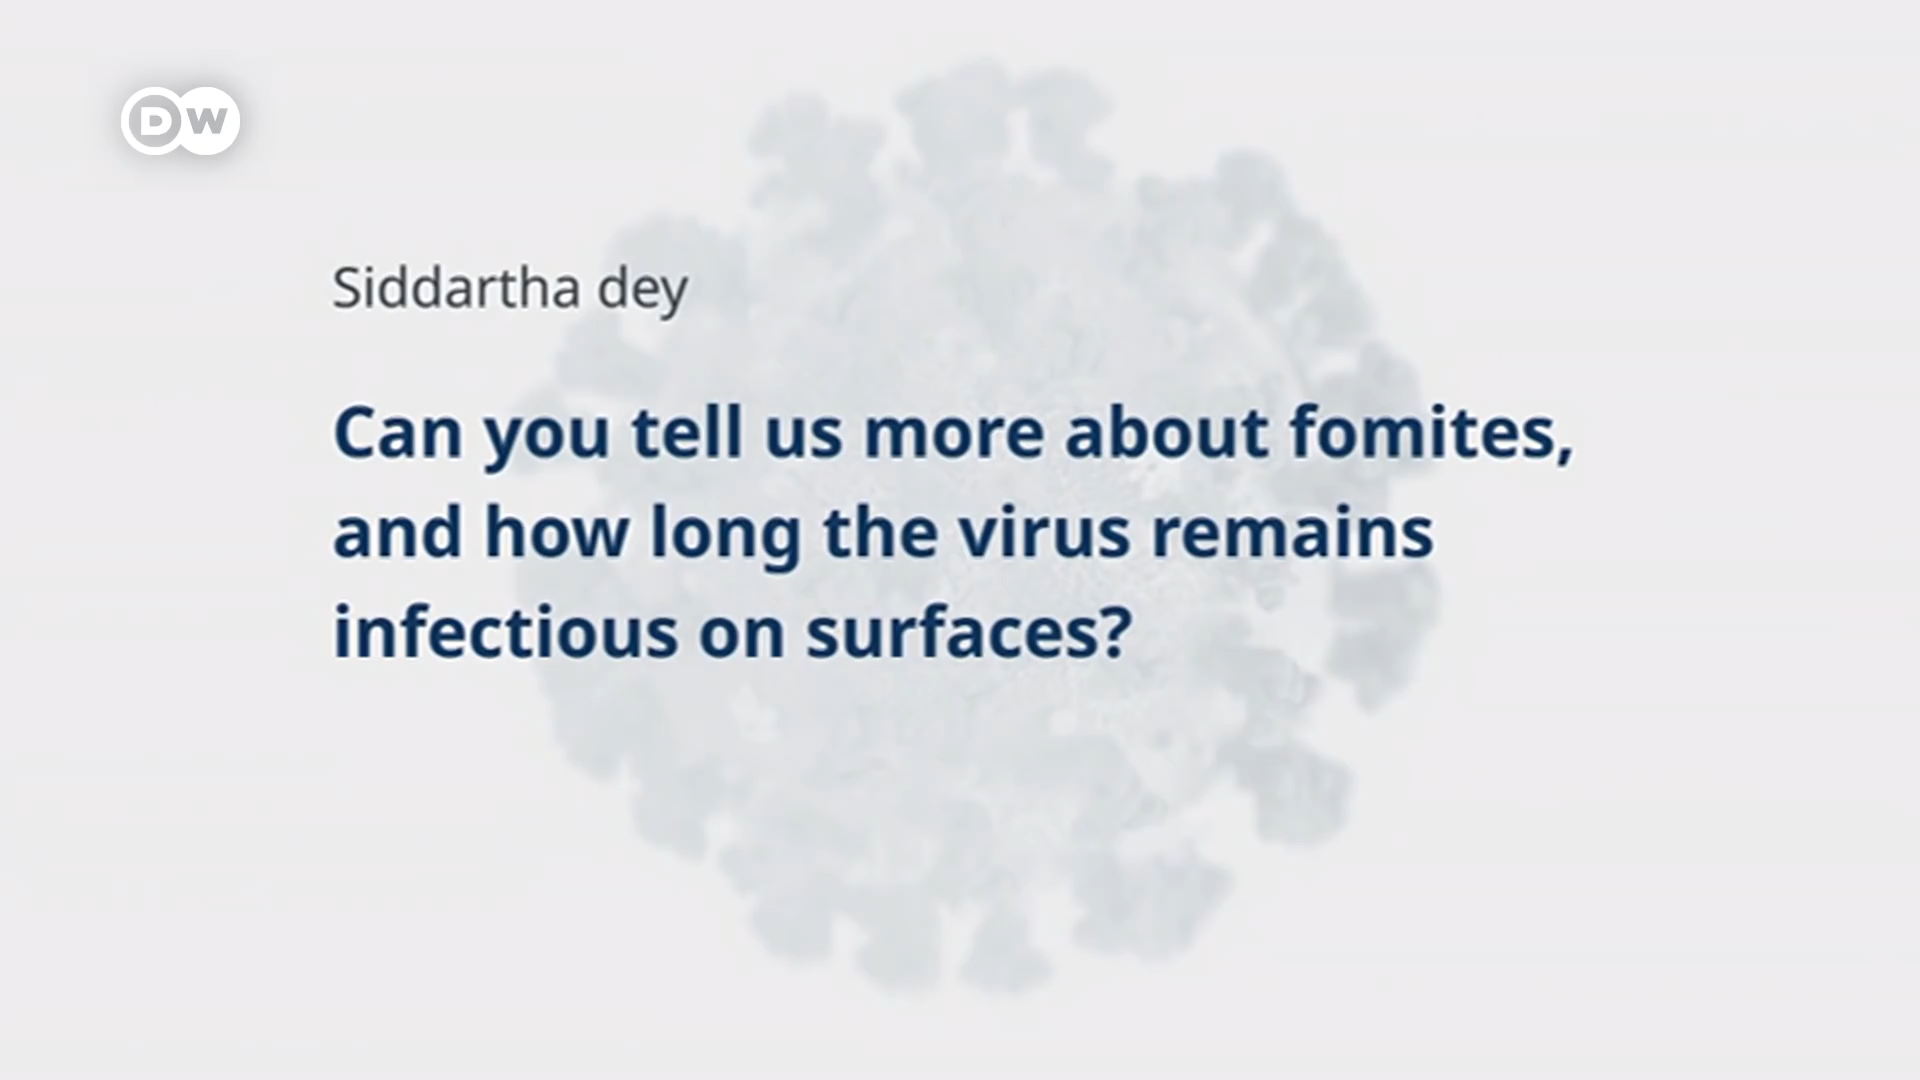 DW
Siddartha dey
Can you tell us more about fomites,
and how long the virus remains
infectious on surfaces?